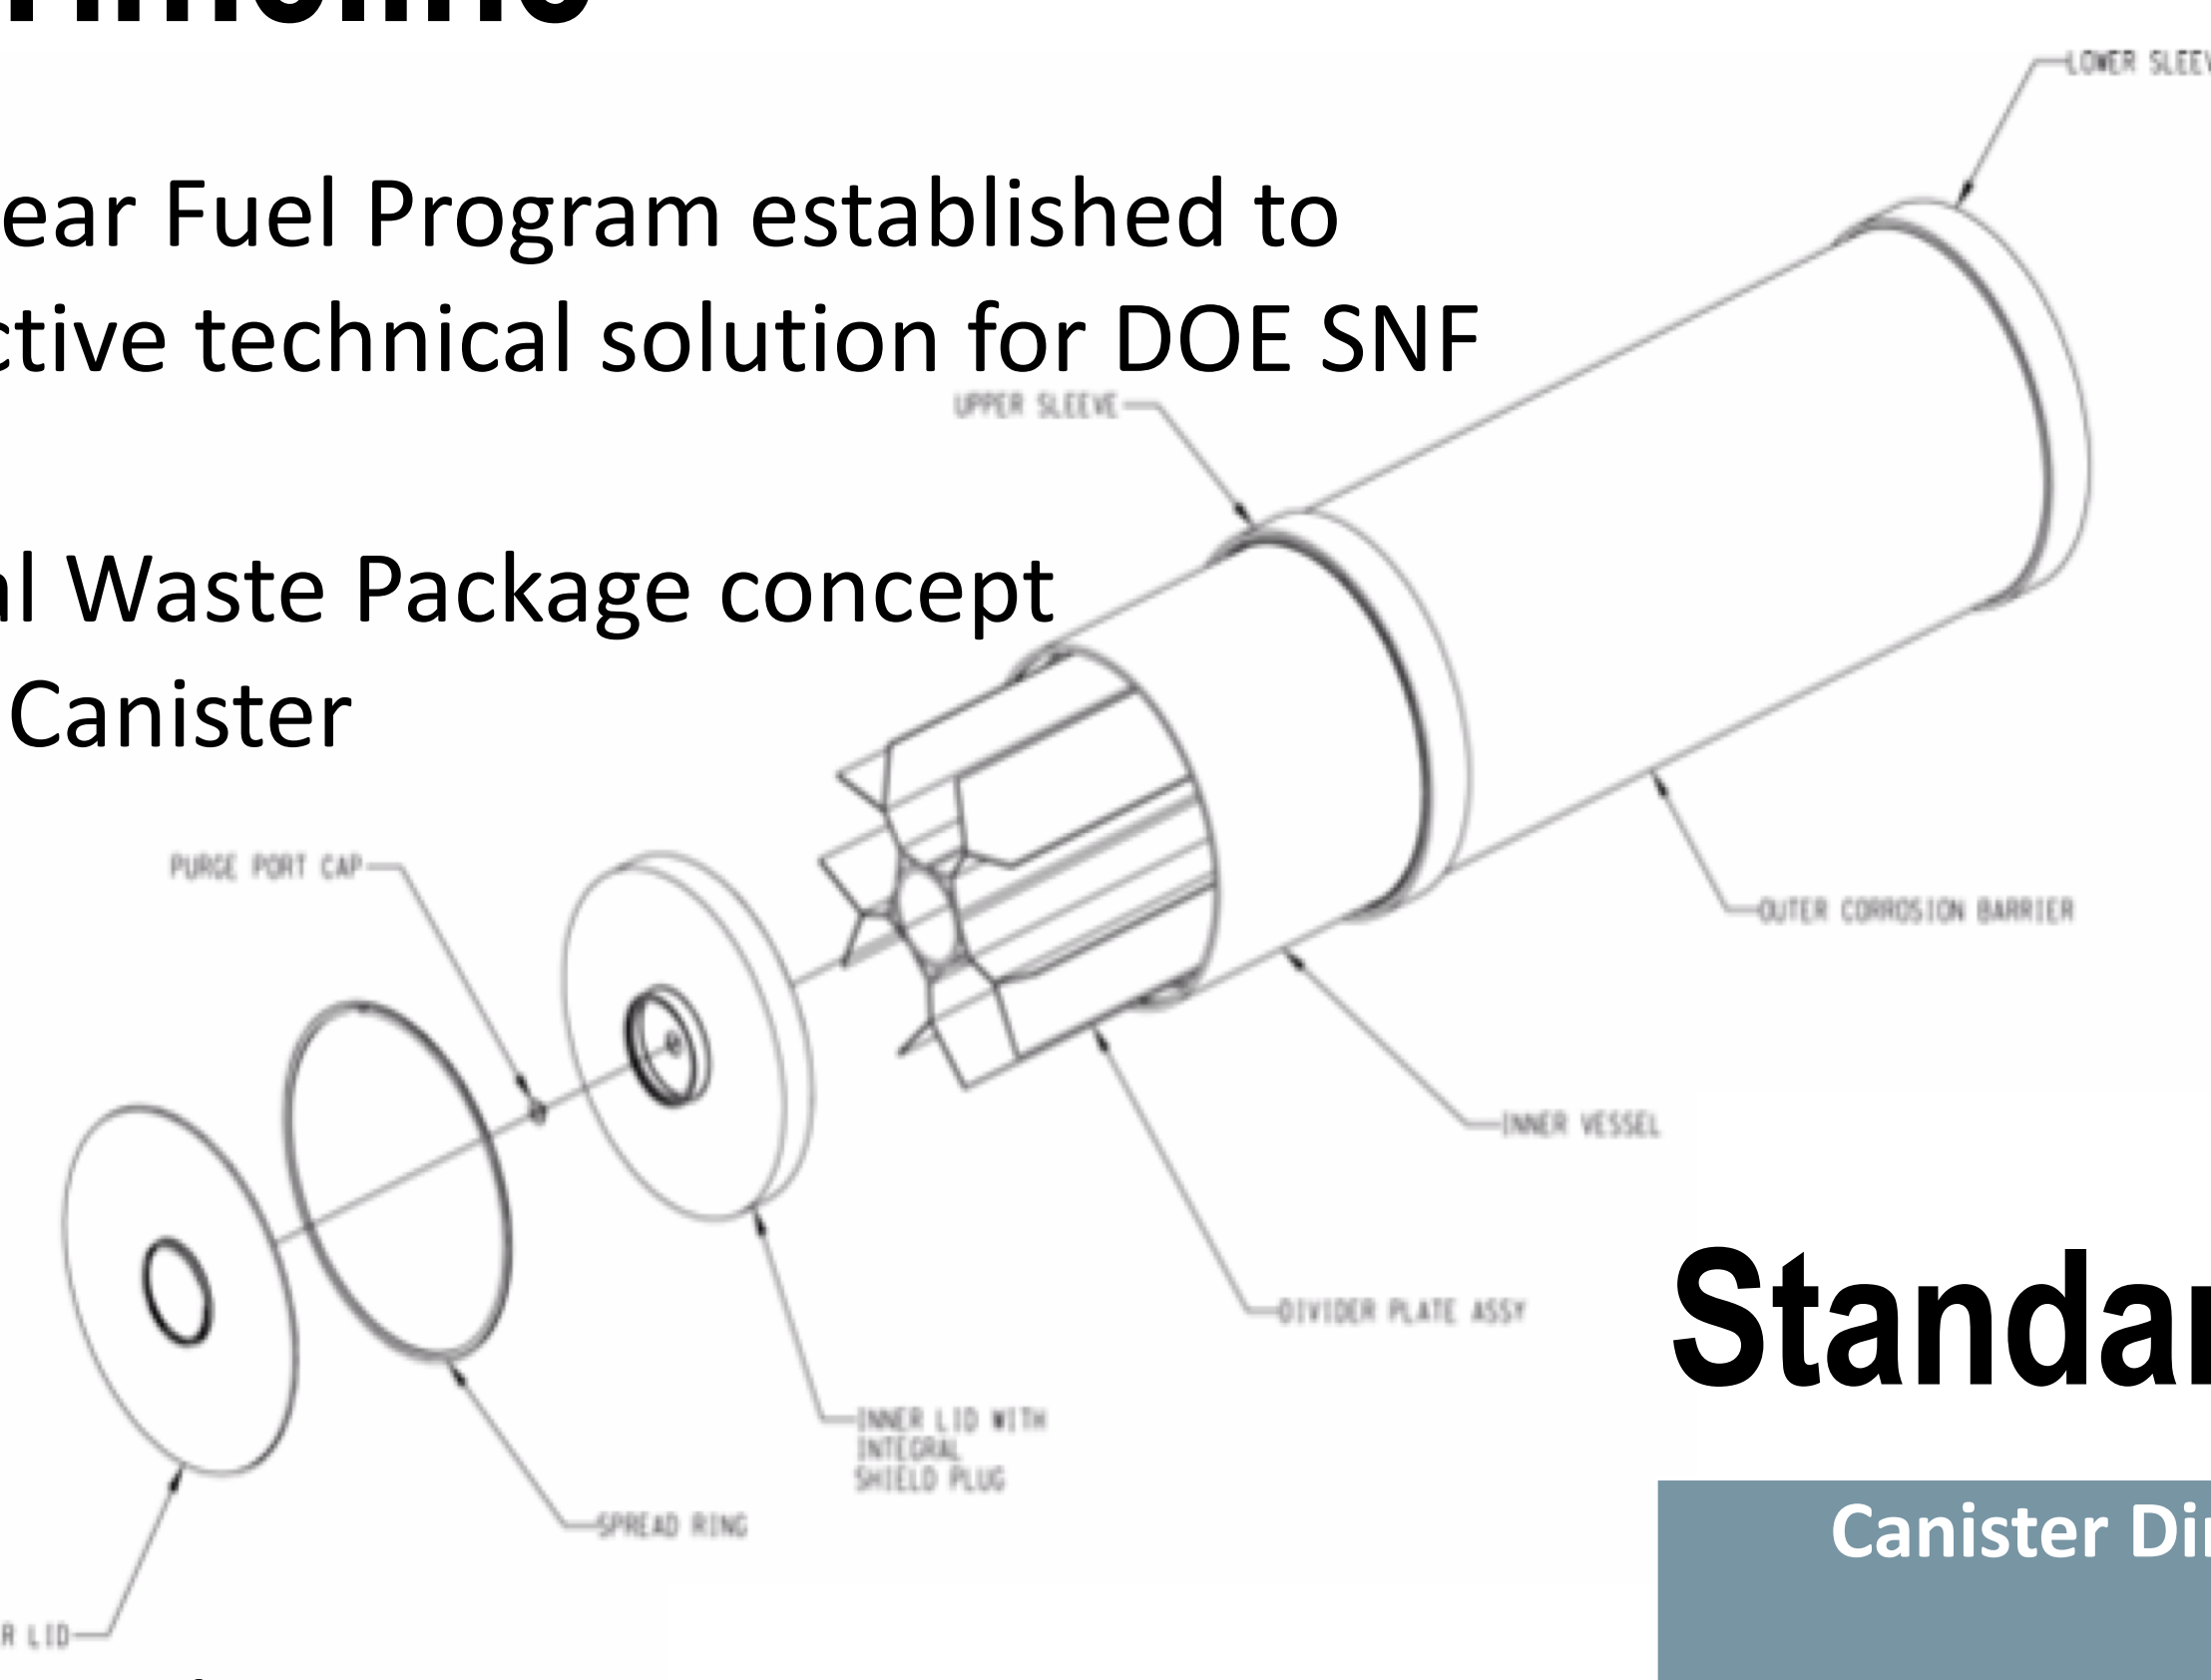 Timeline
LOWER SLEEV
ear Fuel Program established to
ctive technical solution for DOE SNF
UPPER SLEEVE
al Waste Package concept
Canister
PURGE PORT CAP
OUTER CORROSION BARRIER
INNER VESSEL
DIVIDER PLATE ASSY
Standar
INNER LID WITH
INTEGRAL
SHIELD PLUG
SPREAD RING
Canister Di
R LID